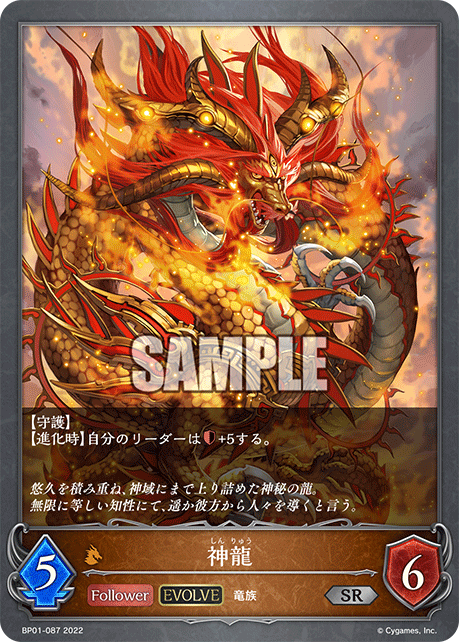 SAMPLE
【守護】
【進化時】自分のリーダーは+5する。
悠久を積み重ね、神域にまで上り詰めた神秘の龍。
無限に等しい知性にて、遥か彼方から人々を導くと言う。
しん りゅう
神龍
5
6
Follower EVOLVE 竜族 SR
BP01-087 2022 © Cygames, Inc.